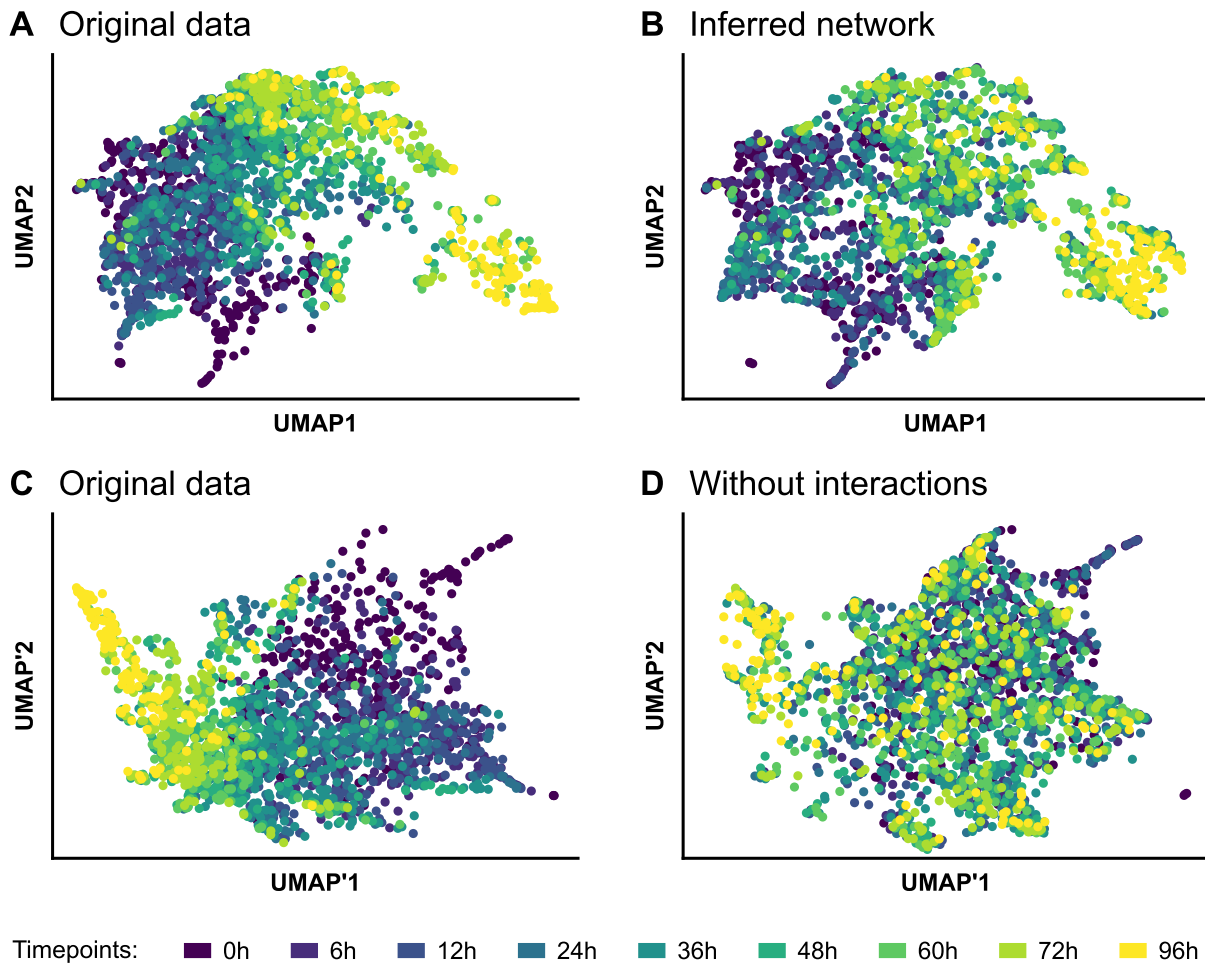 A Original data
B Inferred network
UMAP2
UMAP1
UMAP2
UMAP1
C Original data
D Without interactions
UMAP'2
UMAP'1
UMAP'2
UMAP'1
Timepoints: 0h 6h 12h 24h 36h 48h 60h 72h 96h